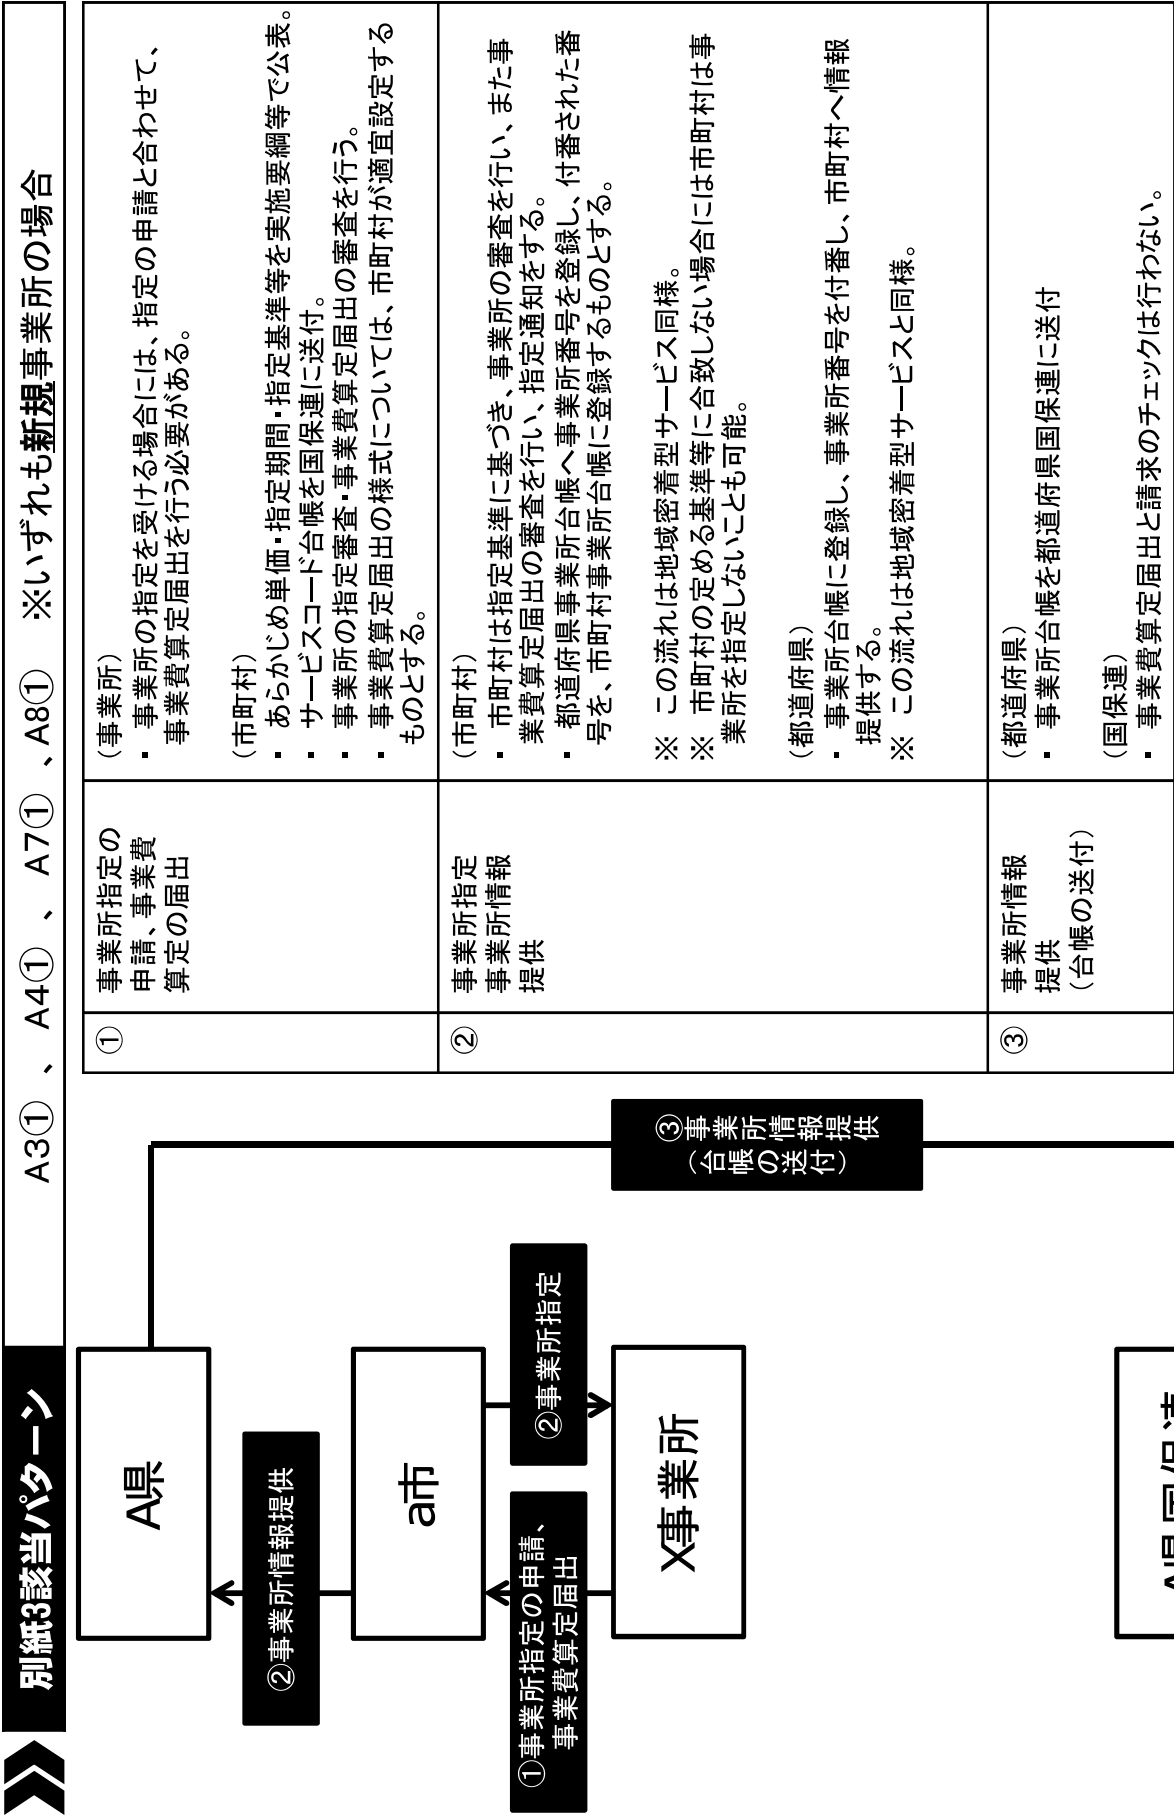 別紙3該当パターン
A3① 、 A4① 、 A7① 、A8① ※いずれも新規事業所の場合
A県
②事業所情報提供
a市
①事業所指定の申請、
事業費算定届出
②事業所指定
X事業所
③事業所情報提供
（台帳の送付）
①
事業所指定の
申請、事業費
算定の届出
（事業所）
・ 事業所の指定を受ける場合には、指定の申請と合わせて、
事業費算定届出を行う必要がある。
（市町村）
・ あらかじめ単価・指定期間・指定基準等を実施要綱等で公表。
・ サービスコード台帳を国保連に送付。
・ 事業所の指定審査・事業費算定届出の審査を行う。
・ 事業費算定届出の様式については、市町村が適宜設定する
ものとする。
②
事業所指定
事業所情報
提供
（市町村）
・ 市町村は指定基準に基づき、事業所の審査を行い、また事
業費算定届出の審査を行い、指定通知をする。
・ 都道府県事業所台帳へ事業所番号を登録し、付番された番
号を、市町村事業所台帳に登録するものとする。
※ この流れは地域密着型サービス同様。
※ 市町村の定める基準等に合致しない場合には市町村は事
業所を指定しないことも可能。
（都道府県）
・ 事業所台帳に登録し、事業所番号を付番し、市町村へ情報
提供する。
※ この流れは地域密着型サービスと同様。
③
事業所情報
提供
（台帳の送付）
（都道府県）
・ 事業所台帳を都道府県国保連に送付
（国保連）
・ 事業費算定届出と請求のチェックは行わない。